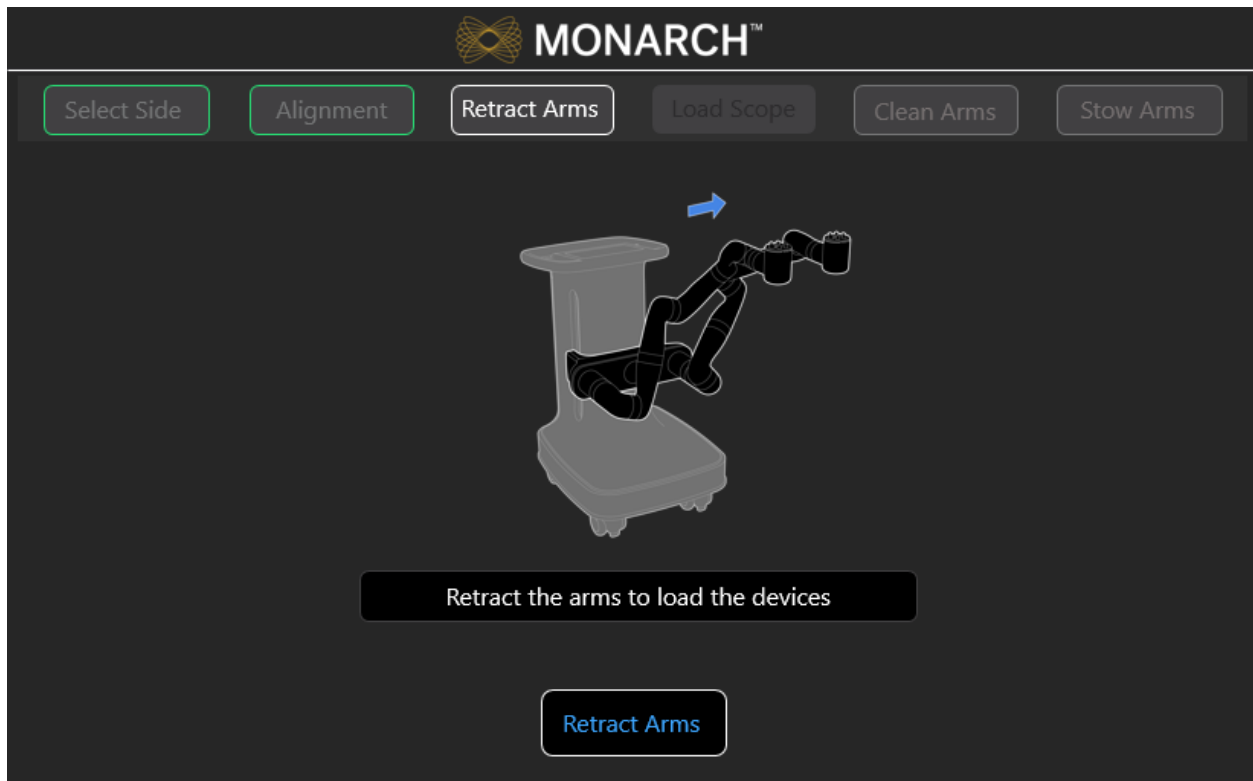 MONARCH™
Select Side
Alignment
Retract Arms
Load Scope
Clean Arms
Stow Arms
Retract the arms to load the devices
Retract Arms